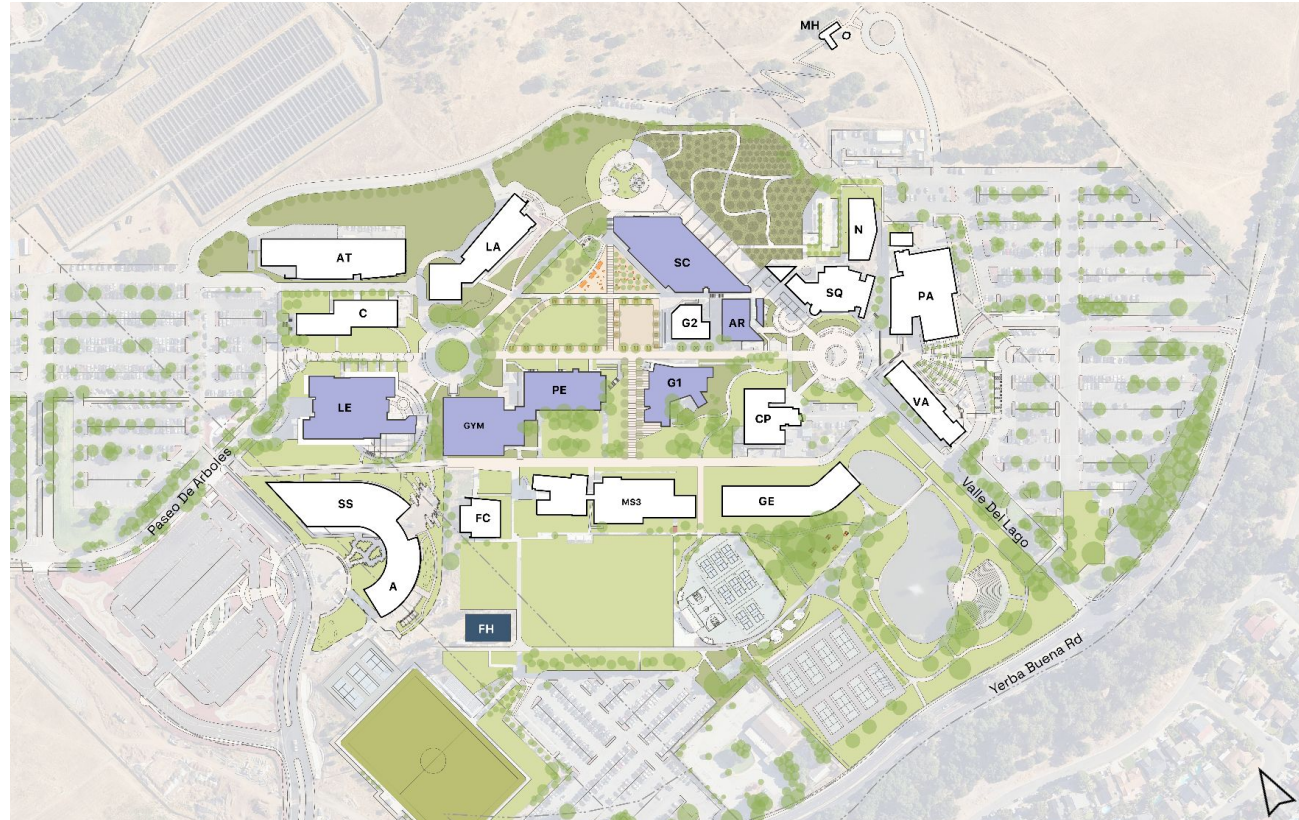 MH
N
LA
AT
SC
SQ
PA
C
G2
AR
PE
G1
VA
LE
CP
GYM
Paseo De Arboles
SS
MS3
GE
FC
Valle Del Lago
A
FH
Yerba Buena Rd